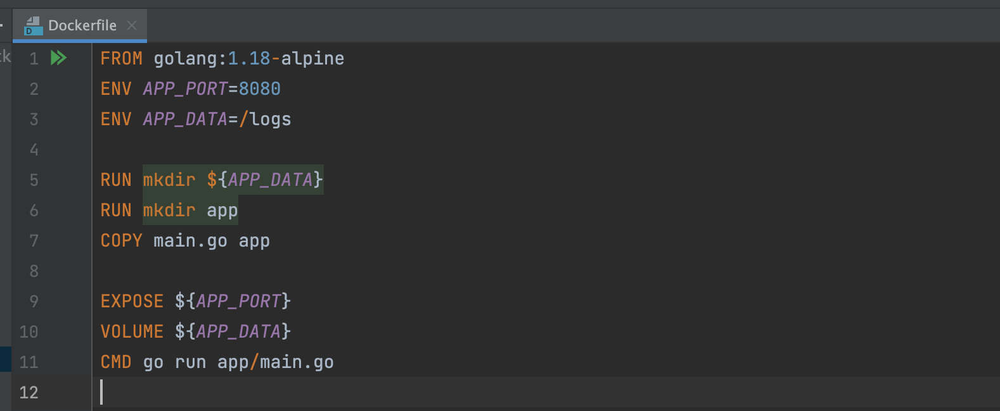 Dockerfile
ck
1 FROM golang:1.18-alpine
2 ENV APP_PORT=8080
3 ENV APP_DATA=/logs
4
5 RUN mkdir ${APP_DATA}
6 RUN mkdir app
7 COPY main.go app
8
9 EXPOSE ${APP_PORT}
10 VOLUME ${APP_DATA}
11 CMD go run app/main.go
12